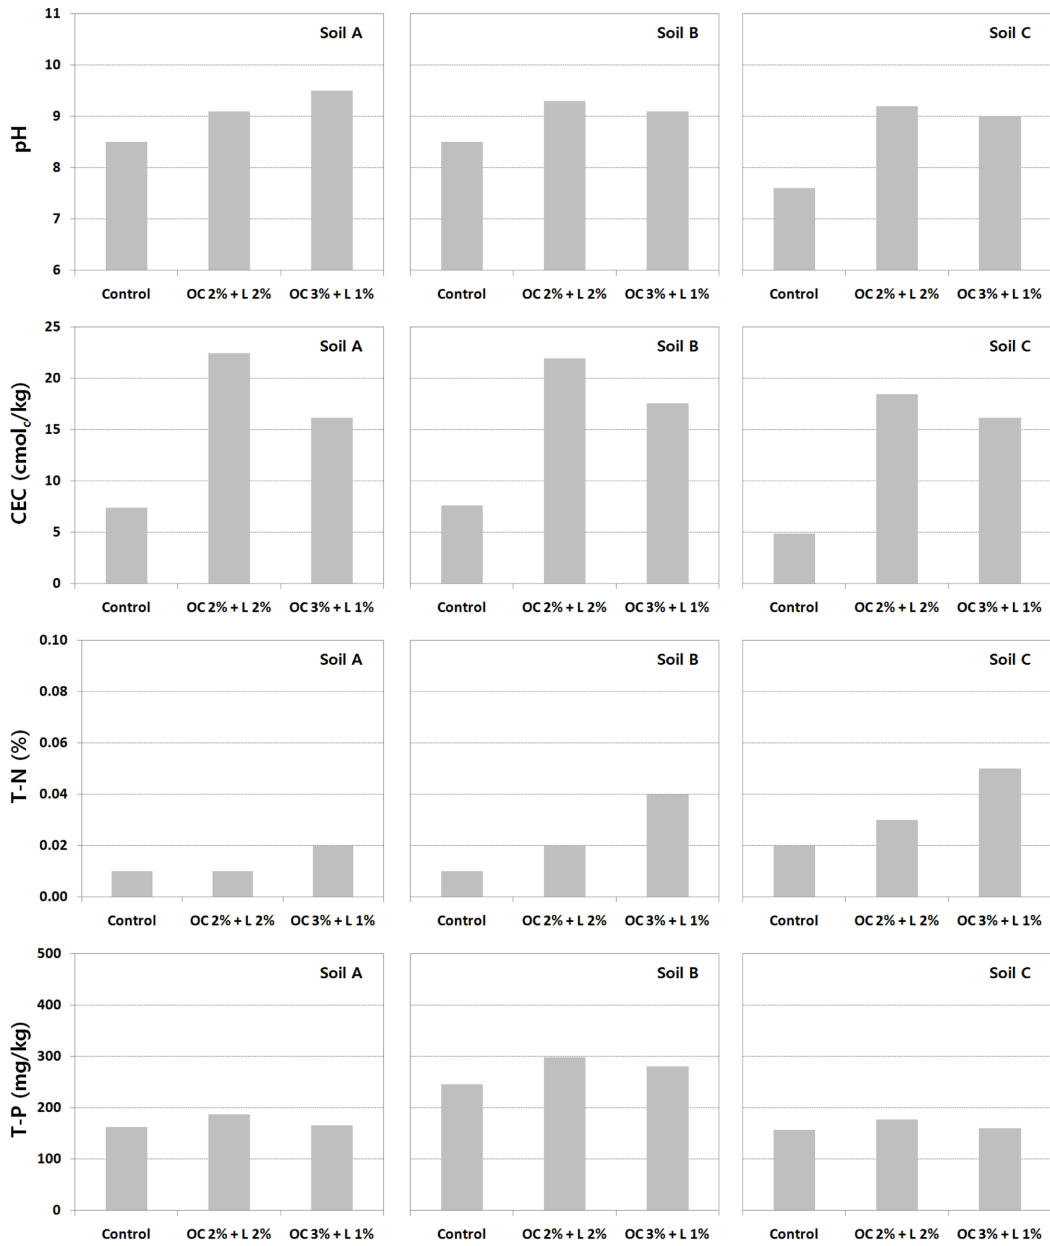 pH
11
10
9
8
7
6
Soil A
Soil B
Soil C
Control OC 2% + L 2% OC 3% + L 1%
Control OC 2% + L 2% OC 3% + L 1%
Control OC 2% + L 2% OC 3% + L 1%
CEC (cmolc/kg)
25
20
15
10
5
0
Soil A
Soil B
Soil C
Control OC 2% + L 2% OC 3% + L 1%
Control OC 2% + L 2% OC 3% + L 1%
Control OC 2% + L 2% OC 3% + L 1%
T-N (%)
0.10
0.08
0.06
0.04
0.02
0.00
Soil A
Soil B
Soil C
Control OC 2% + L 2% OC 3% + L 1%
Control OC 2% + L 2% OC 3% + L 1%
Control OC 2% + L 2% OC 3% + L 1%
T-P (mg/kg)
500
400
300
200
100
0
Soil A
Soil B
Soil C
Control OC 2% + L 2% OC 3% + L 1%
Control OC 2% + L 2% OC 3% + L 1%
Control OC 2% + L 2% OC 3% + L 1%